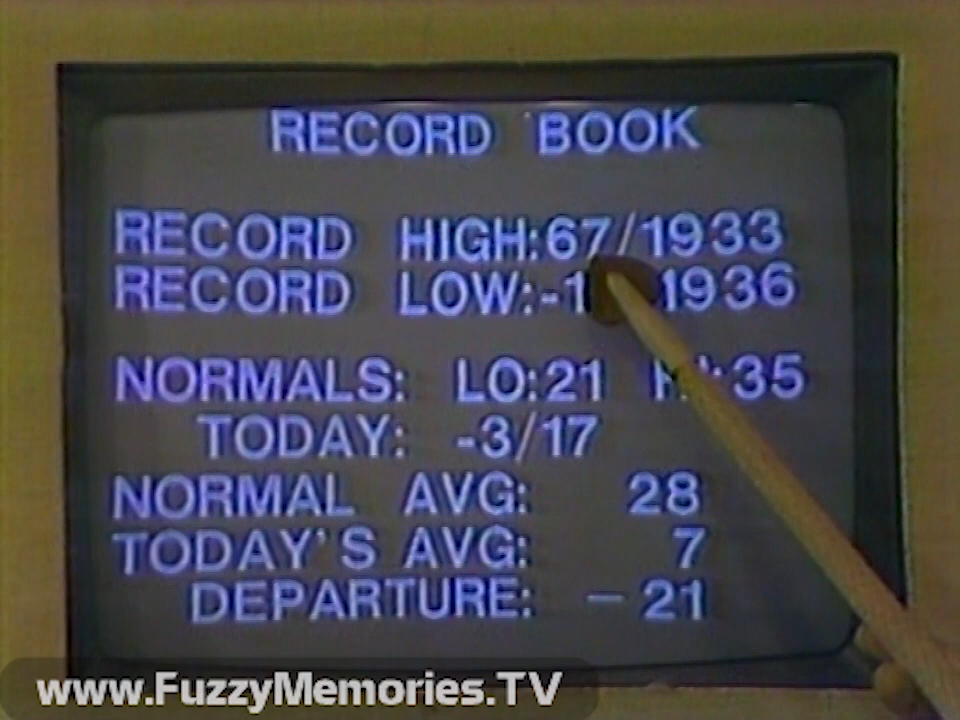 RECORD BOOK
RECORD HIGH:67/1933
RECORD LOW:-1 1936
NORMALS: LO:21 :35
TODAY: -3/17
NORMAL AVG: 28
TODAY'S AVG: 7
DEPARTURE: -21
www.FuzzyMemories.TV